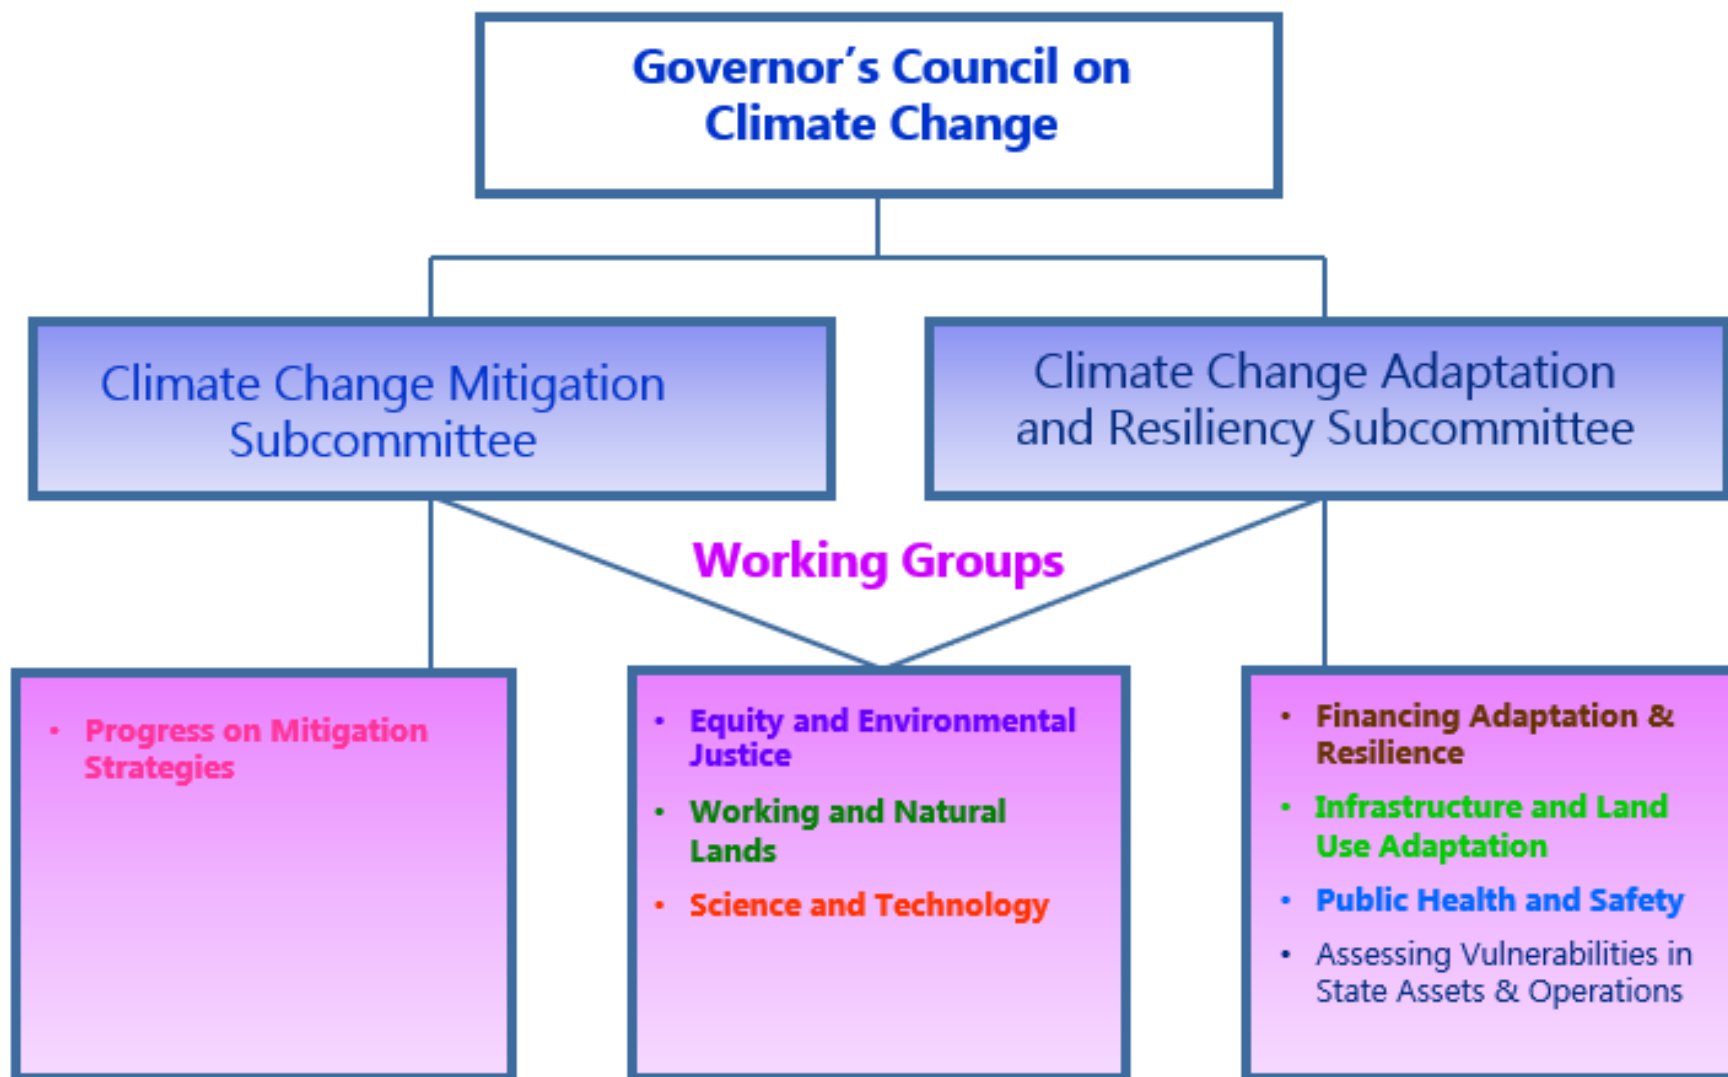 Governor’s Council on
Climate Change
Climate Change Mitigation
Subcommittee
Climate Change Adaptation
and Resiliency Subcommittee
Working Groups
• Progress on Mitigation
Strategies
• Equity and Environmental
Justice
• Working and Natural
Lands
• Science and Technology
• Financing Adaptation &
Resilience
• Infrastructure and Land
Use Adaptation
• Public Health and Safety
• Assessing Vulnerabilities in
State Assets & Operations